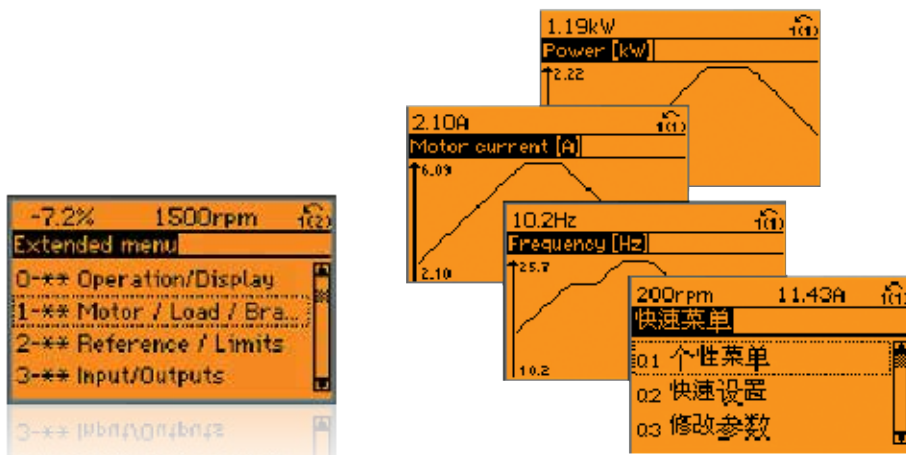 -7.2% 1500rpm 1(2)
Extended menu
0-** Operation/Display
1-** Motor / Load / Bra...
2-** Reference / Limits
3-** Input/Outputs
1.19kW 1(1)
Power [kW]
2.22
2.10A 1(1)
Motor current [A]
6.09
2.10
10.2Hz 1(1)
Frequency [Hz]
25.7
10.2
200rpm 11.43A 1(1)
快速菜单
Q1 个性菜单
Q2 快速设置
Q3 修改参数